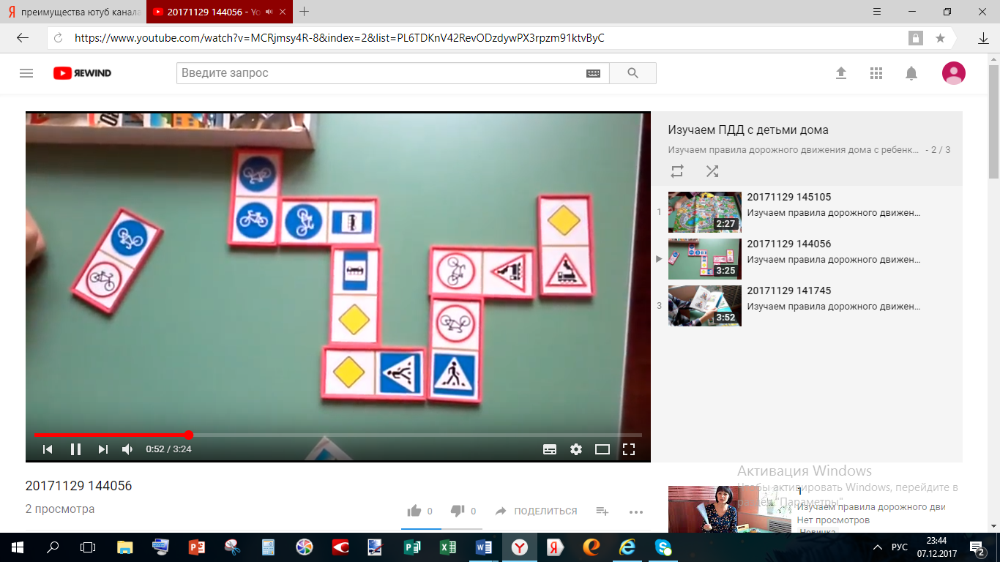 преимущества ютуб канала
20171129 144056 - Yo
https://www.youtube.com/watch?v=MCRjmsy4R-8&index=2&list=PL6TDKnV42RevODzdywPX3rpzm91ktvByC
ЯEWIND
Введите запрос
Изучаем ПДД с детьми дома
Изучаем правила дорожного движения дома с ребенк... - 2 / 3
1
20171129 145105
Изучаем правила дорожного движен...
2:27
20171129 144056
Изучаем правила дорожного движен...
3:25
3
20171129 141745
Изучаем правила дорожного движен...
3:52
0:52 / 3:24
20171129 144056
2 просмотра
0
0
ПОДЕЛИТЬСЯ
Активация Windows
Чтобы активировать Windows, перейдите в
раздел "Параметры".
1
Изучаем правила дорожного дви
Нет просмотров
Новинка
РУС
23:44
07.12.2017
2